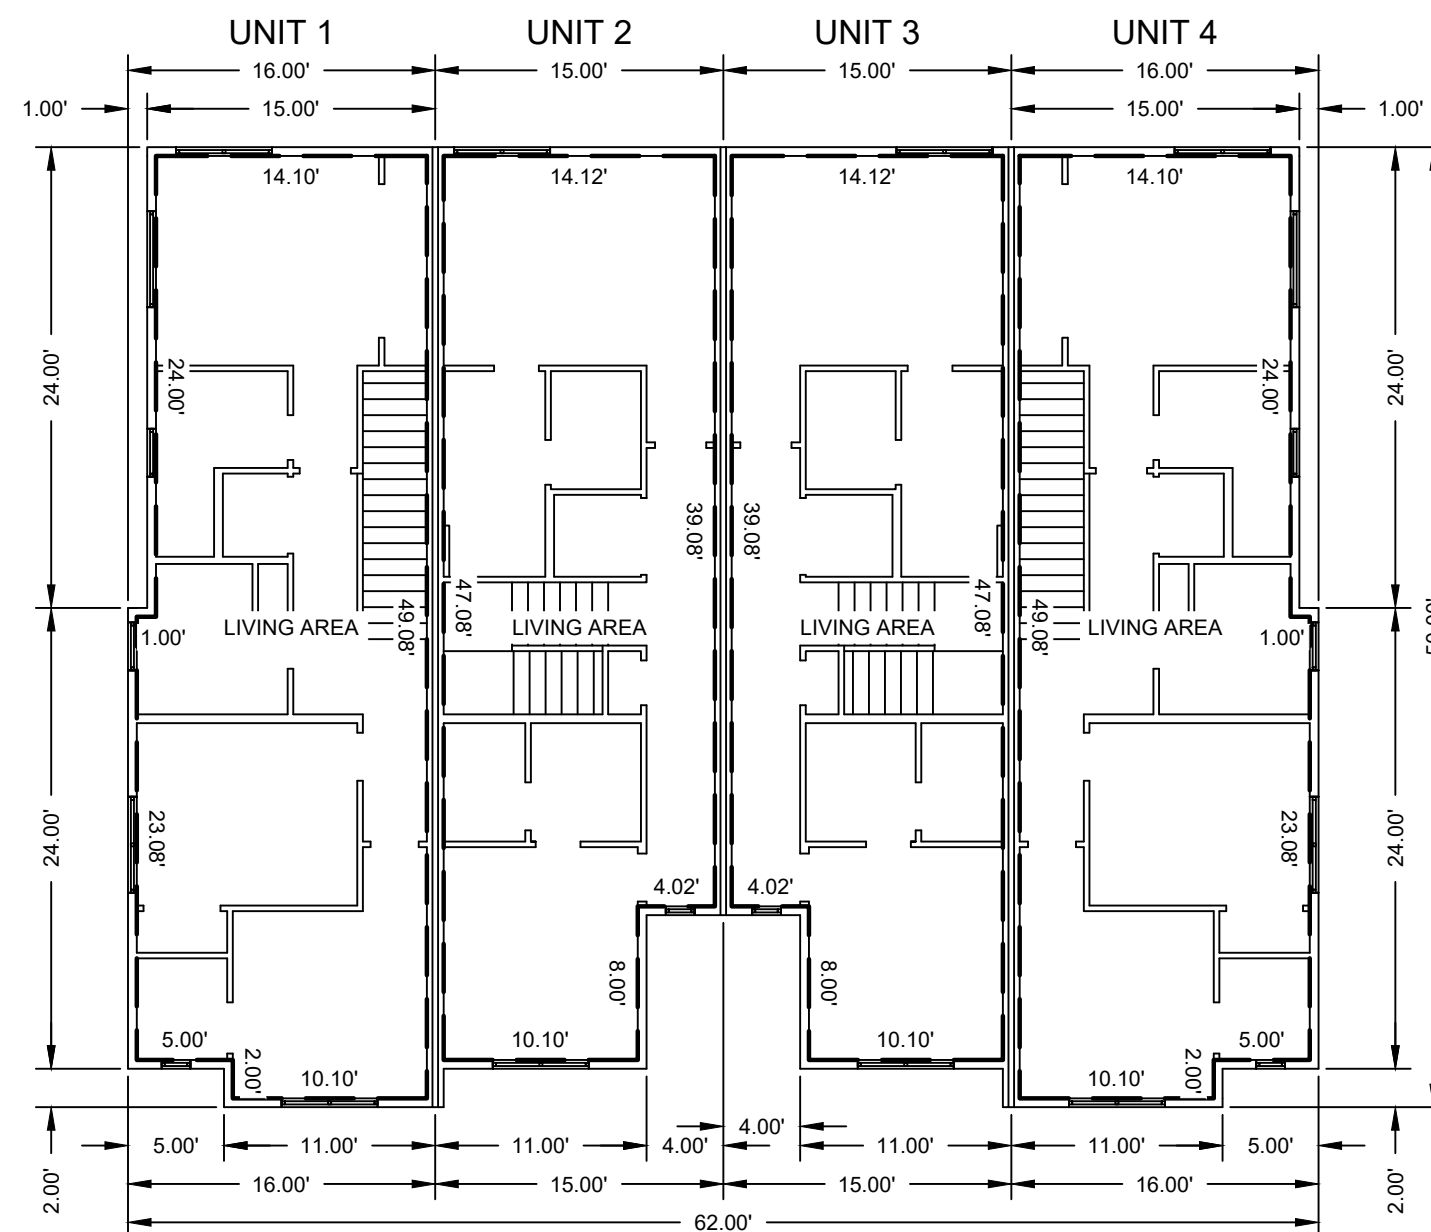 UNIT 1 UNIT 2 UNIT 3 UNIT 4
16.00' 15.00' 15.00' 16.00'
1.00' 15.00' 15.00' 1.00'
14.10' 14.12' 14.12' 14.10'
24.00' 24.00' 24.00' 24.00'
39.08' 39.08'
49.08' 47.08' 47.08' 49.08'
1.00' LIVING AREA LIVING AREA LIVING AREA LIVING AREA 1.00'
24.00' 23.08' 23.08' 24.00'
4.02' 4.02'
8.00' 8.00'
5.00' 2.00' 10.10' 10.10' 10.10' 10.10' 2.00' 5.00'
4.00'
5.00' 11.00' 11.00' 4.00' 11.00' 11.00' 5.00'
2.00' 16.00' 15.00' 15.00' 16.00' 2.00'
62.00'